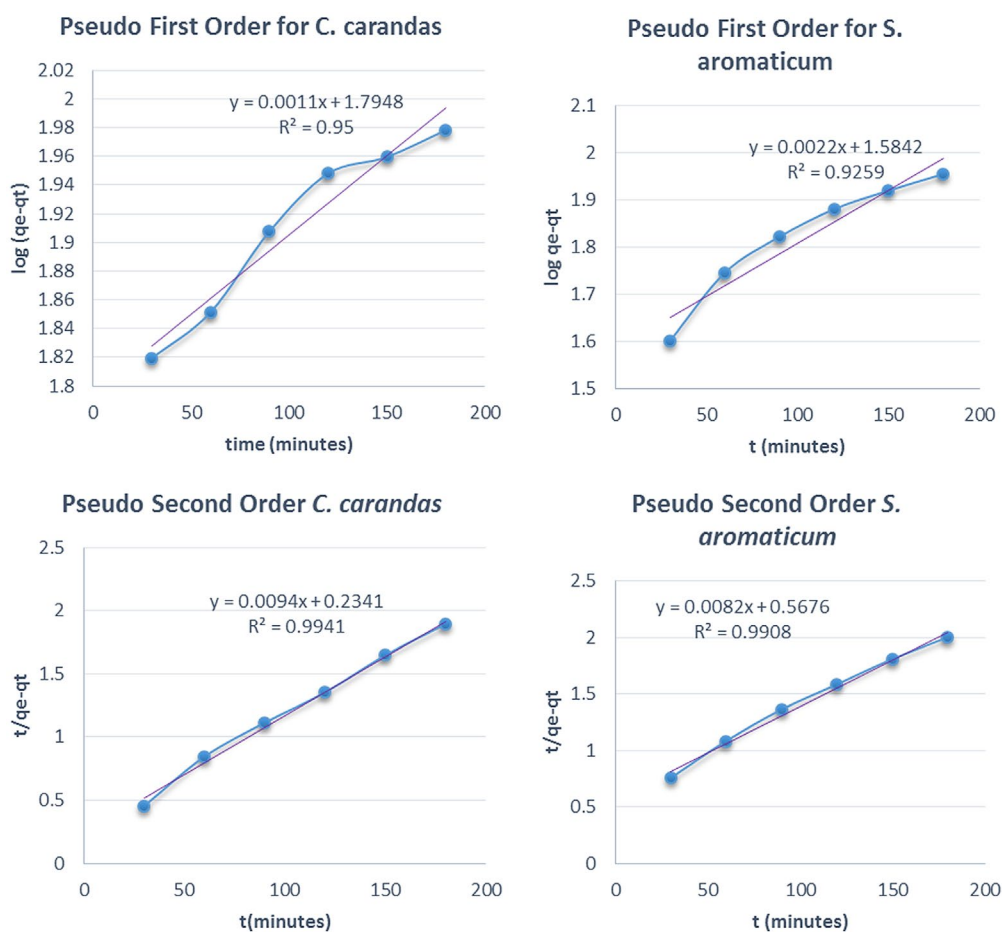 Pseudo First Order for C. carandas
2.02
2
1.98
1.96
1.94
1.92
1.9
1.88
1.86
1.84
1.82
1.8
log (qe-qt)
y = 0.0011x + 1.7948
R² = 0.95
0 50 100 150 200
time (minutes)
Pseudo First Order for S.
aromaticum
2.1
2
1.9
1.8
1.7
1.6
1.5
log qe-qt
y = 0.0022x + 1.5842
R² = 0.9259
0 50 100 150 200
t (minutes)
Pseudo Second Order C. carandas
2.5
2
1.5
1
0.5
0
t/qe-qt
y = 0.0094x + 0.2341
R² = 0.9941
0 50 100 150 200
t(minutes)
Pseudo Second Order S.
aromaticum
2.5
2
1.5
1
0.5
0
t/qe-qt
y = 0.0082x + 0.5676
R² = 0.9908
0 50 100 150 200
t (minutes)